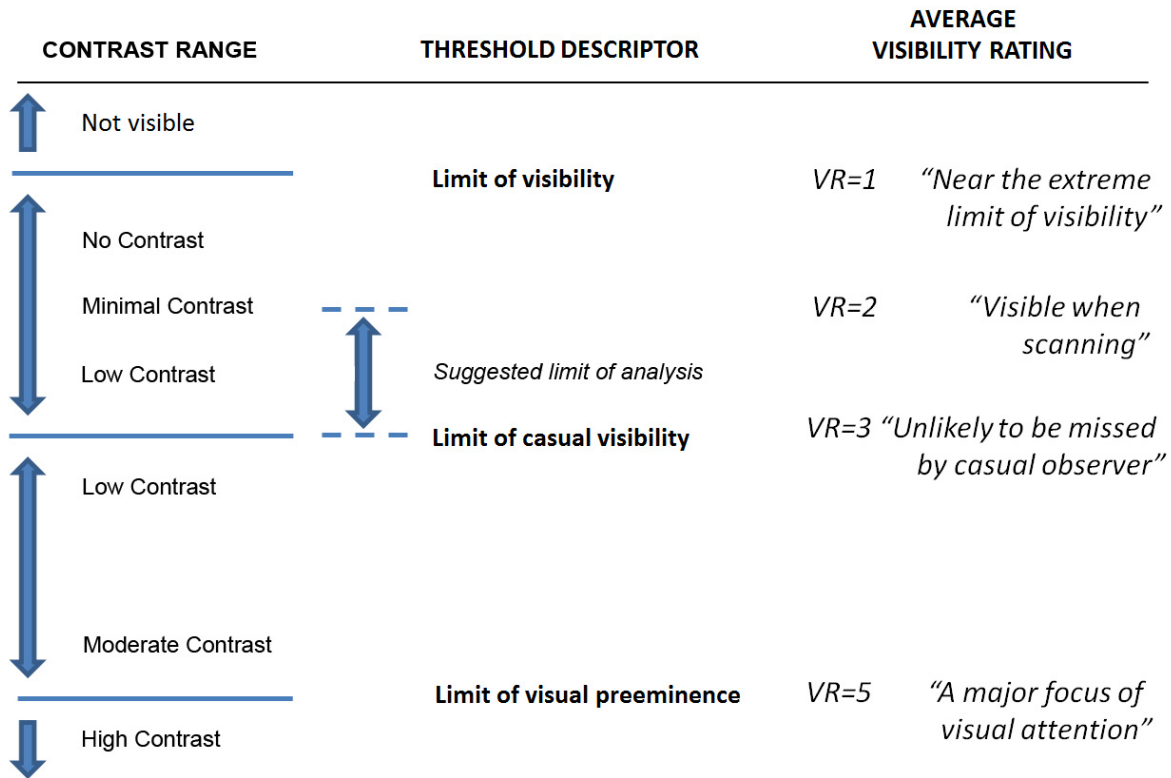 AVERAGE
CONTRAST RANGE THRESHOLD DESCRIPTOR VISIBILITY RATING
Not visible
Limit of visibility VR=1 “Near the extreme
limit of visibility”
No Contrast
Minimal Contrast VR=2 “Visible when
scanning”
Low Contrast Suggested limit of analysis
Limit of casual visibility VR=3 “Unlikely to be missed
by casual observer”
Low Contrast
Moderate Contrast
Limit of visual preeminence VR=5 “A major focus of
visual attention”
High Contrast